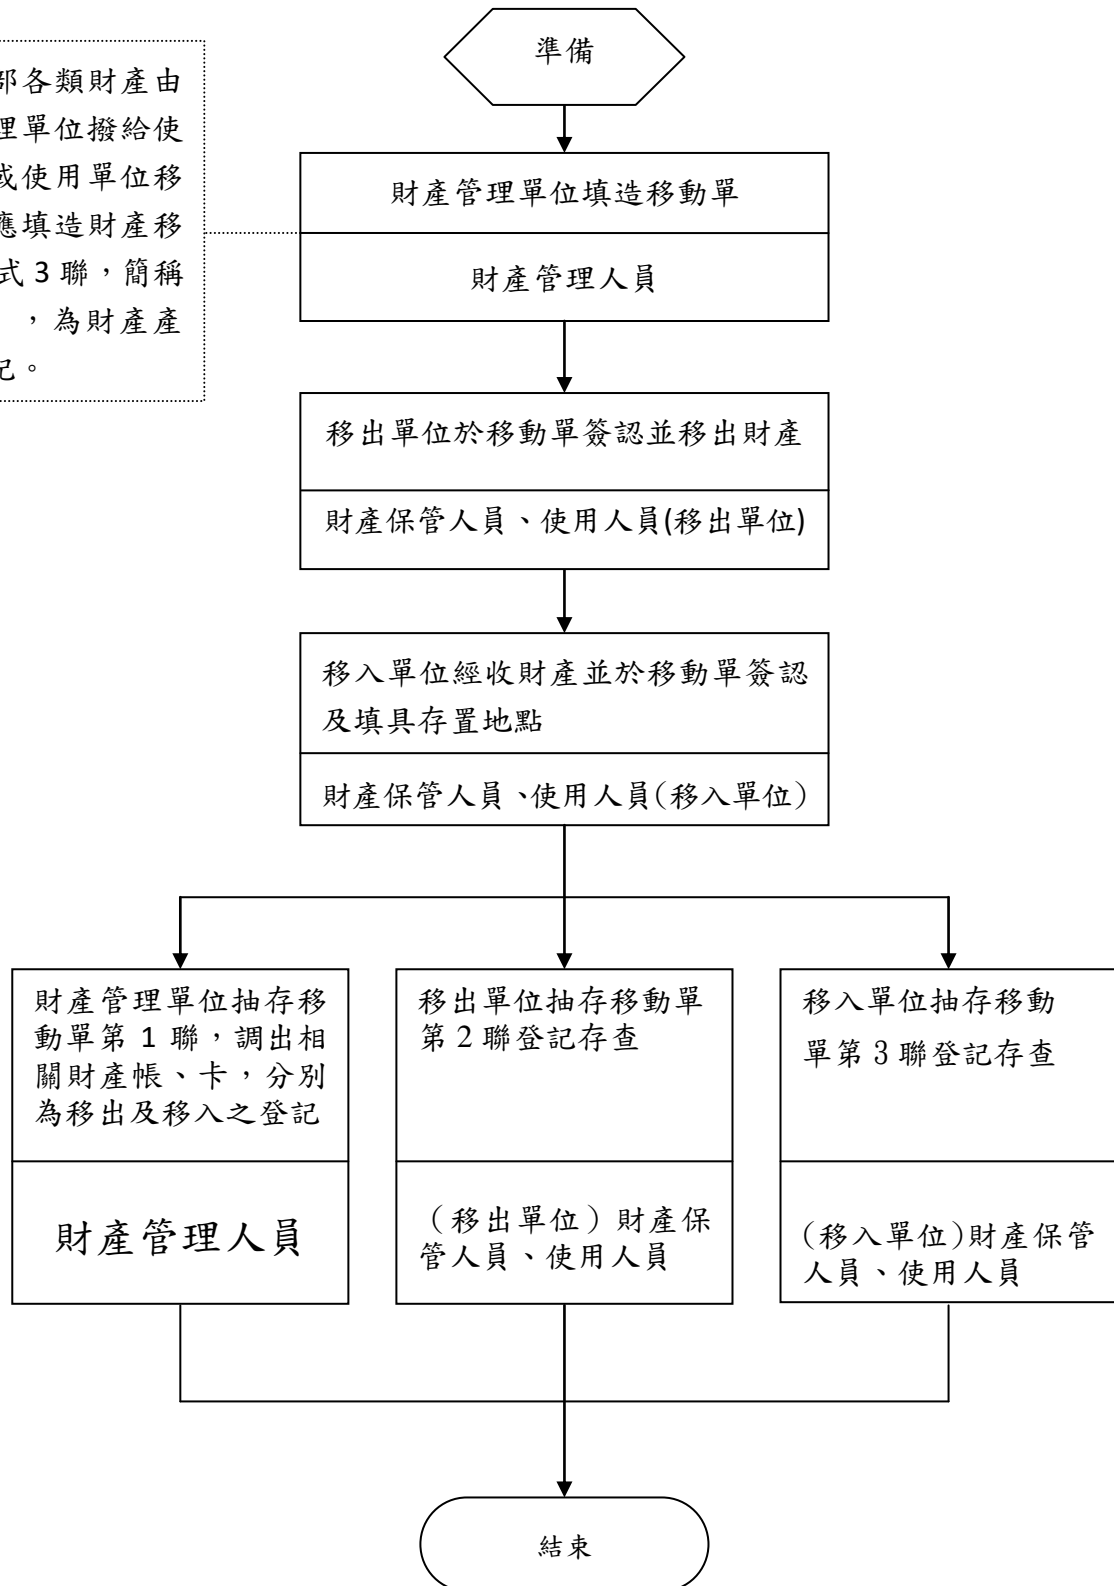 準備
部各類財產由
理單位撥給使
或使用單位移
應填造財產移
式 3 聯，簡稱
，為財產產
記。
財產管理單位填造移動單
財產管理人員
移出單位於移動單簽認並移出財產
財產保管人員、使用人員(移出單位)
移入單位經收財產並於移動單簽認
及填具存置地點
財產保管人員、使用人員（移入單位）
財產管理單位抽存移
動單第 1 聯，調出相
關財產帳、卡，分別
為移出及移入之登記
財產管理人員
移出單位抽存移動單
第 2 聯登記存查
（移出單位）財產保
管人員、使用人員
移入單位抽存移動
單第 3 聯登記存查
（移入單位）財產保管
人員、使用人員
結束